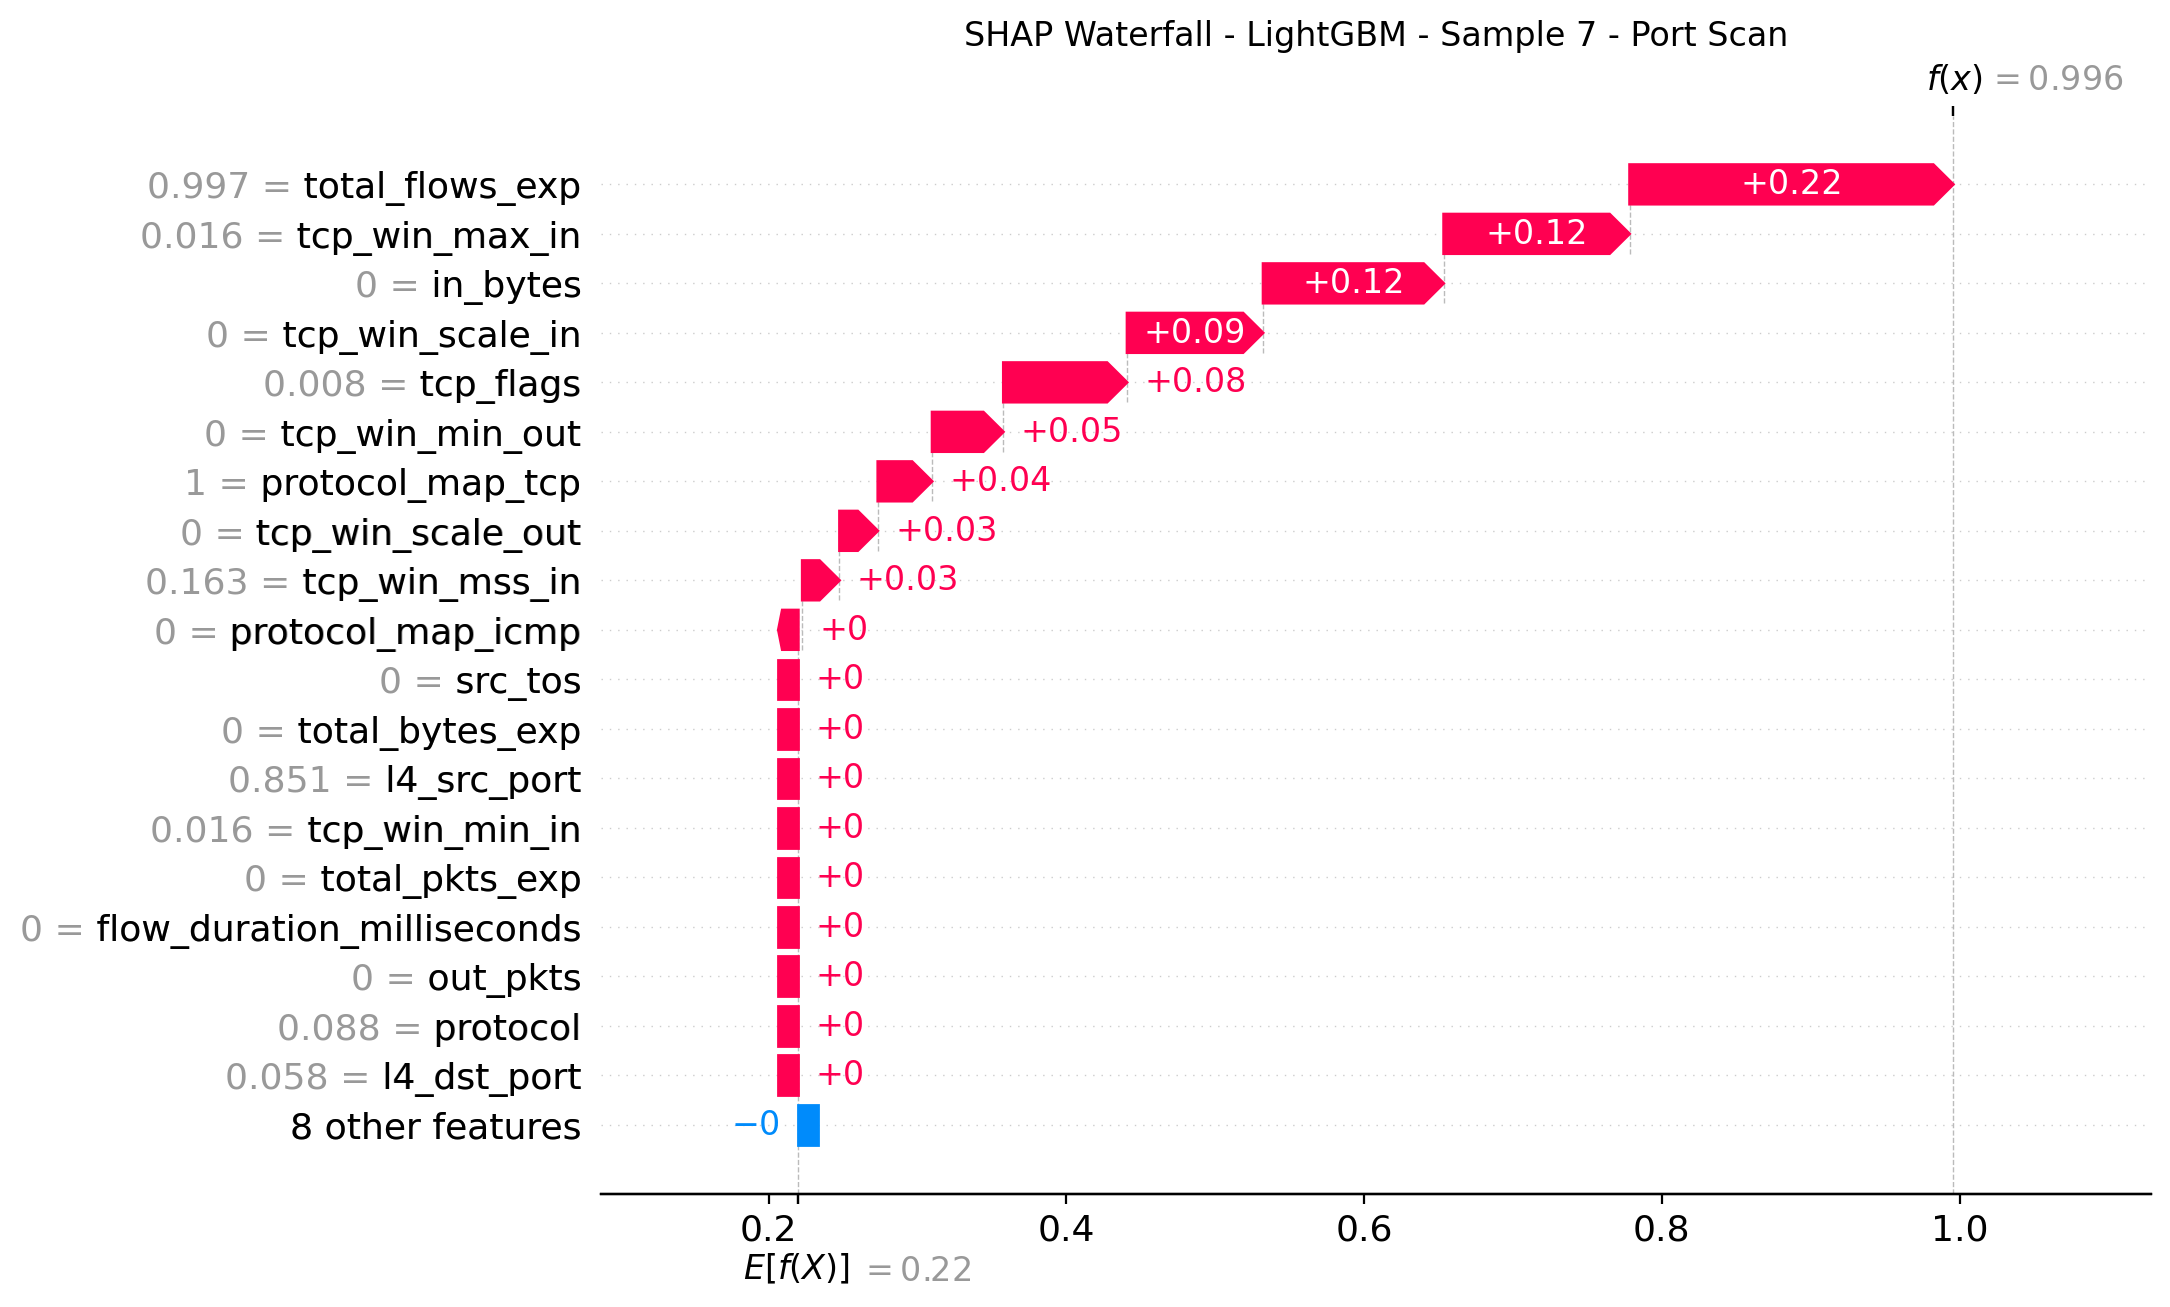 SHAP Waterfall - LightGBM - Sample 7 - Port Scan
f(x) = 0.996
0.997 = total_flows_exp +0.22
0.016 = tcp_win_max_in +0.12
0 = in_bytes +0.12
0 = tcp_win_scale_in +0.09
0.008 = tcp_flags +0.08
0 = tcp_win_min_out +0.05
1 = protocol_map_tcp +0.04
0 = tcp_win_scale_out +0.03
0.163 = tcp_win_mss_in +0.03
0 = protocol_map_icmp +0
0 = src_tos +0
0 = total_bytes_exp +0
0.851 = l4_src_port +0
0.016 = tcp_win_min_in +0
0 = total_pkts_exp +0
0 = flow_duration_milliseconds +0
0 = out_pkts +0
0.088 = protocol +0
0.058 = l4_dst_port +0
8 other features −0
0.2 0.4 0.6 0.8 1.0
E[f(X)] = 0.22